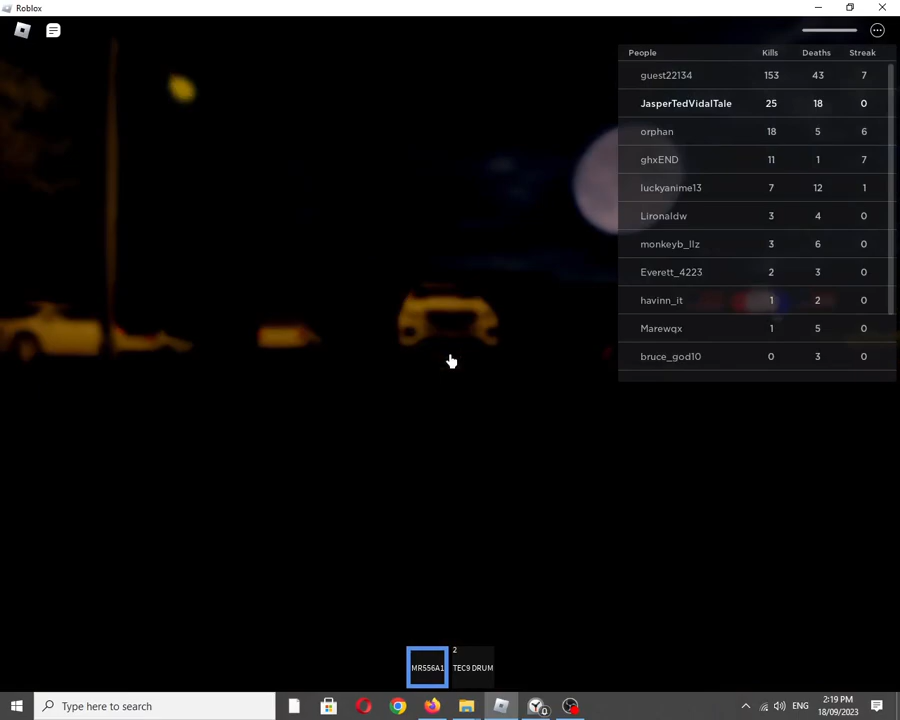 Roblox
People Kills Deaths Streak
guest22134 153 43 7
JasperTedVidalTale 25 18 0
orphan 18 5 6
ghxEND 11 1 7
luckyanime13 7 12 1
Lironaldw 3 4 0
monkeyb_llz 3 6 0
Everett_4223 2 3 0
havinn_it 1 2 0
Marewqx 1 5 0
bruce_god10 0 3 0
2
MR556A1 TEC9 DRUM
Type here to search
ENG
2:19 PM
18/09/2023